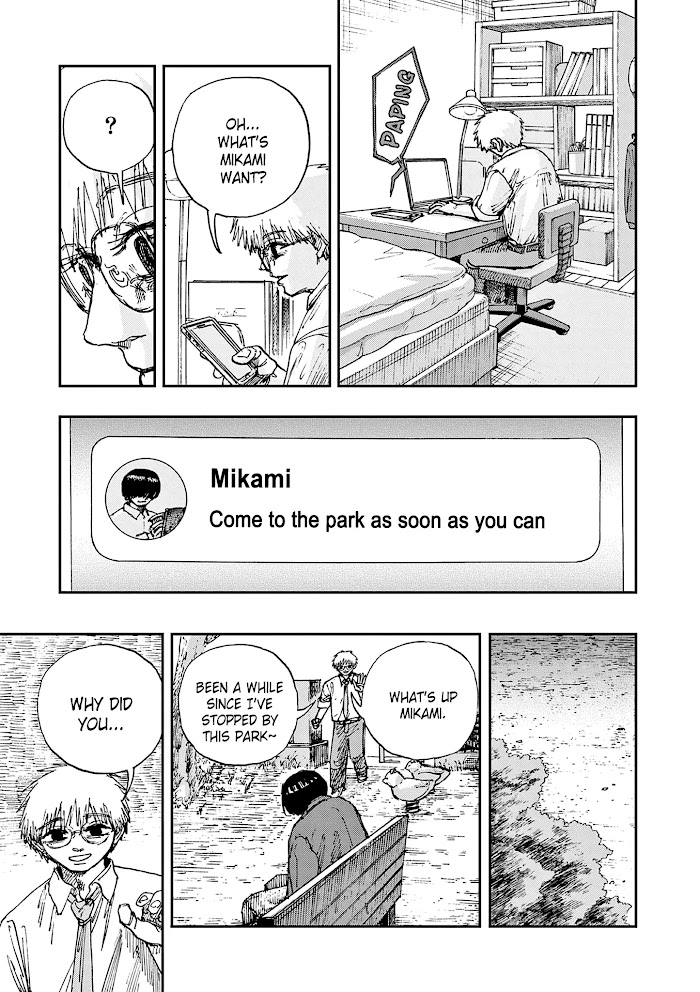 PAPING
OH...
WHAT'S
MIKAMI
WANT?
?
Mikami
Come to the park as soon as you can
WHAT'S UP
MIKAMI.
BEEN A WHILE
SINCE I'VE
STOPPED BY
THIS PARK~
WHY DID
YOU...